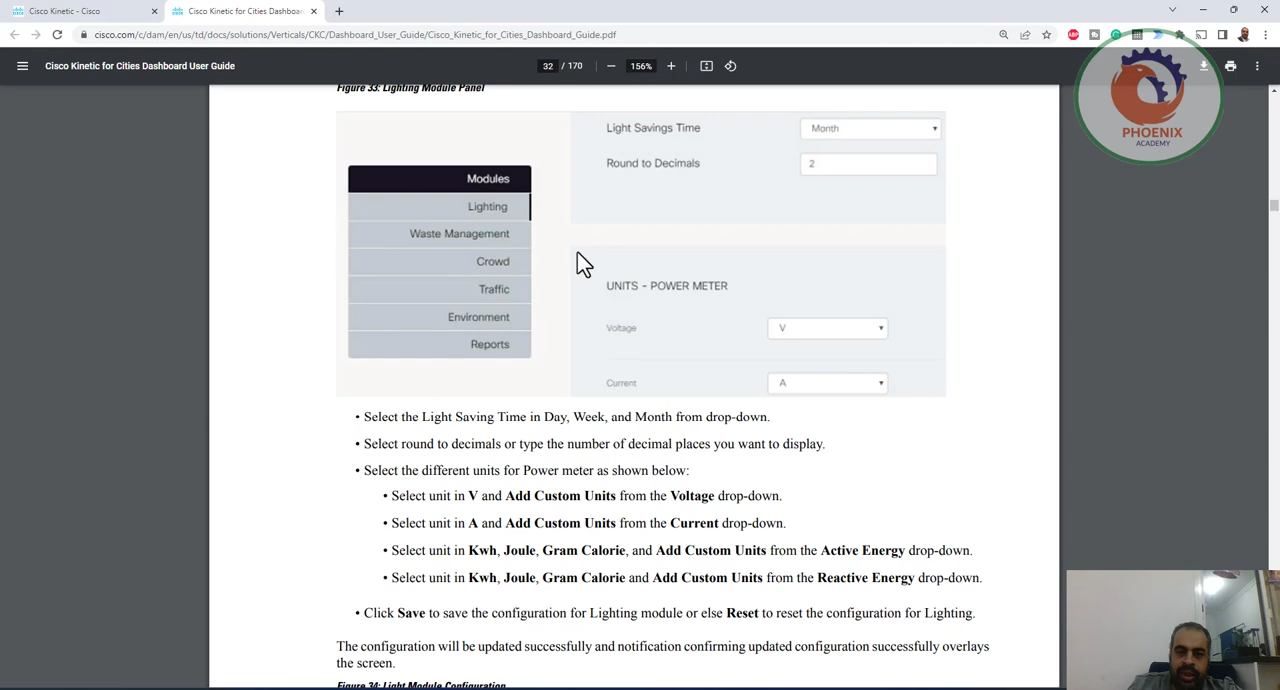 Cisco Kinetic - Cisco
Cisco Kinetic for Cities Dashboar
cisco.com/c/dam/en/us/td/docs/solutions/Verticals/CKC/Dashboard_User_Guide/Cisco_Kinetic_for_Cities_Dashboard_Guide.pdf
ABP
Cisco Kinetic for Cities Dashboard User Guide
32 / 170
156%
PHOENIX
ACADEMY
Figure 33: Lighting Module Panel
Light Savings Time
Month
Round to Decimals
2
Modules
Lighting
Waste Management
Crowd
Traffic
Environment
Reports
UNITS - POWER METER
Voltage
V
Current
A
• Select the Light Saving Time in Day, Week, and Month from drop-down.
• Select round to decimals or type the number of decimal places you want to display.
• Select the different units for Power meter as shown below:
• Select unit in V and Add Custom Units from the Voltage drop-down.
• Select unit in A and Add Custom Units from the Current drop-down.
• Select unit in Kwh, Joule, Gram Calorie, and Add Custom Units from the Active Energy drop-down.
• Select unit in Kwh, Joule, Gram Calorie and Add Custom Units from the Reactive Energy drop-down.
• Click Save to save the configuration for Lighting module or else Reset to reset the configuration for Lighting.
The configuration will be updated successfully and notification confirming updated configuration successfully overlays
the screen.
Figure 34: Light Module Configuration